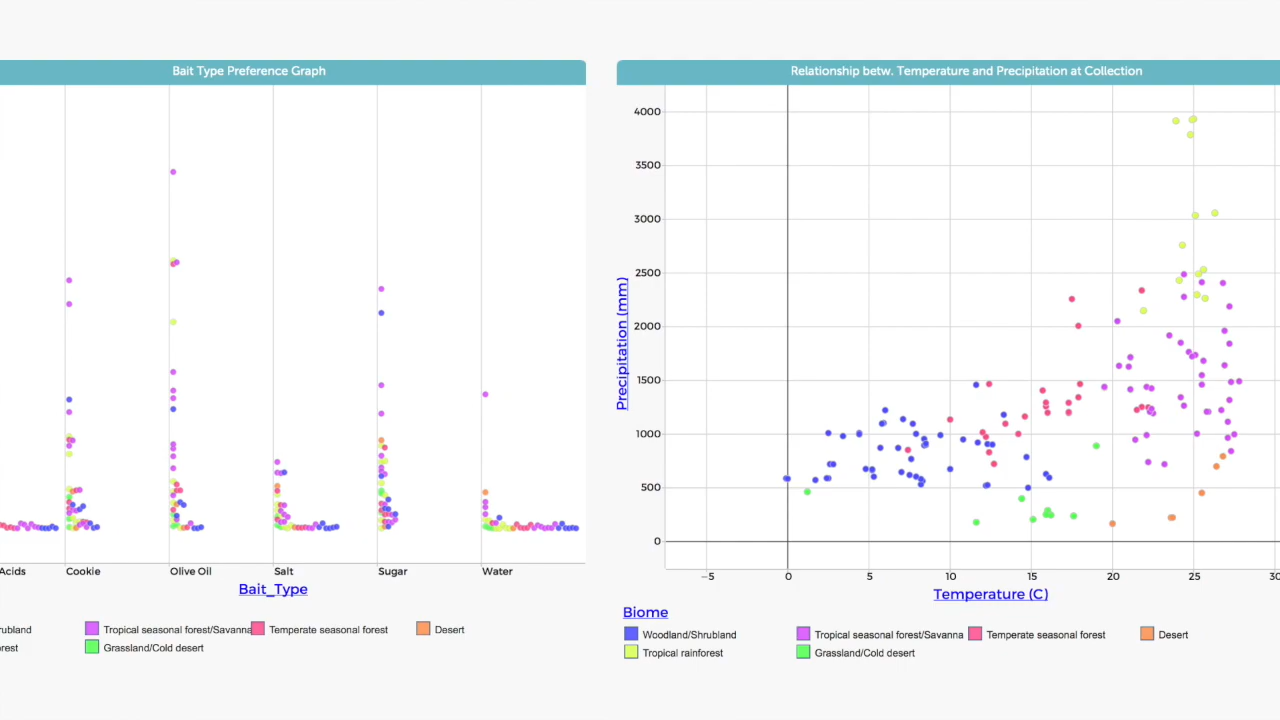 Bait Type Preference Graph
Acids Cookie Olive Oil Salt Sugar Water
Bait_Type
rubland Tropical seasonal forest/Savanna Temperate seasonal forest Desert
rest Grassland/Cold desert
Relationship betw. Temperature and Precipitation at Collection
Precipitation (mm)
4000
3500
3000
2500
2000
1500
1000
500
0
−5 0 5 10 15 20 25 30
Temperature (C)
Biome
Woodland/Shrubland Tropical seasonal forest/Savanna Temperate seasonal forest Desert
Tropical rainforest Grassland/Cold desert